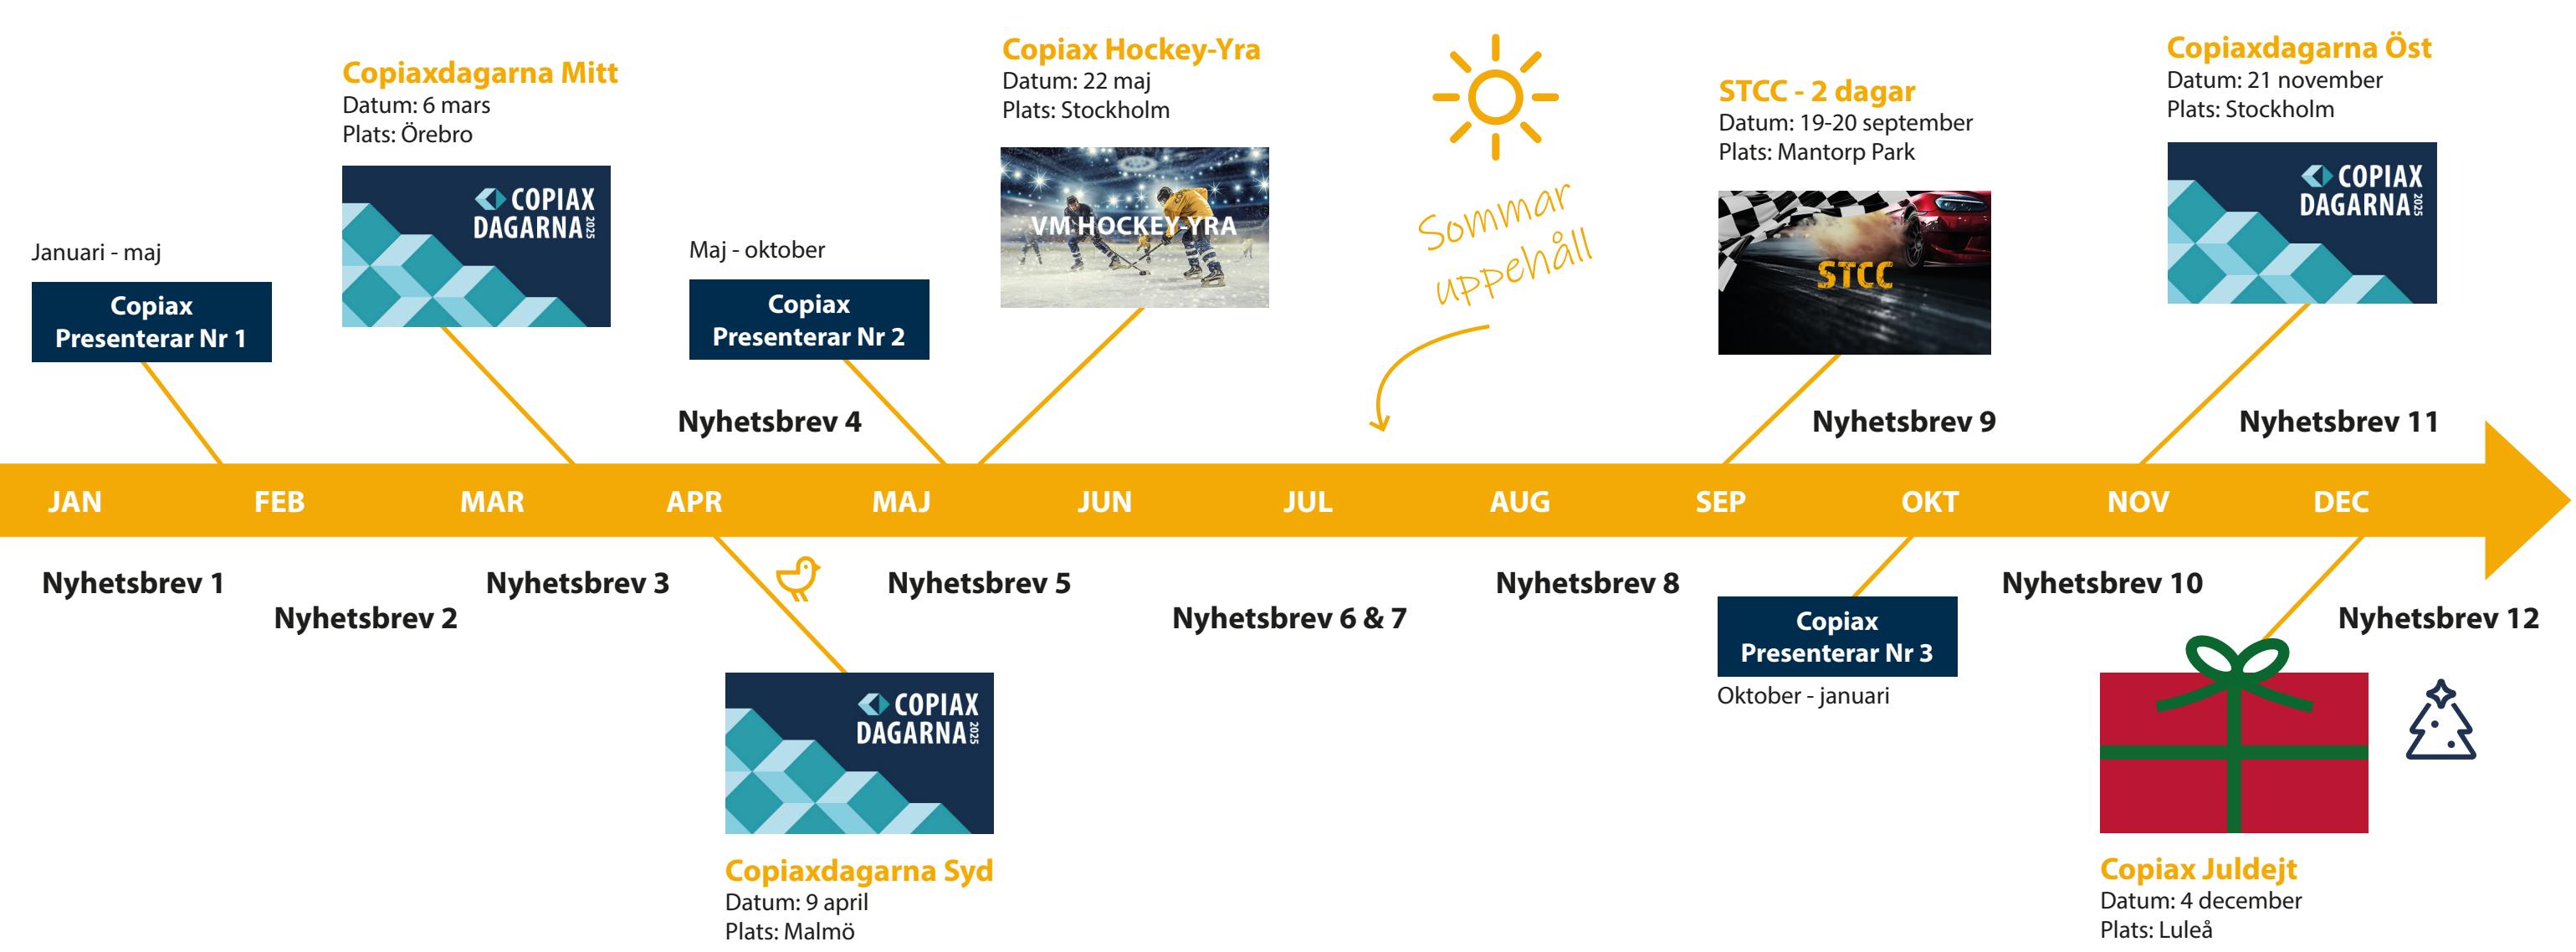 Copiaxdagarna Mitt
Datum: 6 mars
Plats: Örebro
COPIAX
DAGARNA 2025
Copiax Hockey-Yra
Datum: 22 maj
Plats: Stockholm
VM HOCKEY-YRA
Sommar
uppehåll
STCC - 2 dagar
Datum: 19-20 september
Plats: Mantorp Park
STCC
Copiaxdagarna Öst
Datum: 21 november
Plats: Stockholm
COPIAX
DAGARNA 2025
Januari - maj
Copiax
Presenterar Nr 1
Maj - oktober
Copiax
Presenterar Nr 2
Nyhetsbrev 4
Nyhetsbrev 9
Nyhetsbrev 11
JAN FEB MAR APR MAJ JUN JUL AUG SEP OKT NOV DEC
Nyhetsbrev 1
Nyhetsbrev 2
Nyhetsbrev 3
Nyhetsbrev 5
Nyhetsbrev 6 & 7
Nyhetsbrev 8
Nyhetsbrev 10
Nyhetsbrev 12
Copiax
Presenterar Nr 3
Oktober - januari
COPIAX
DAGARNA 2025
Copiaxdagarna Syd
Datum: 9 april
Plats: Malmö
Copiax Juldejt
Datum: 4 december
Plats: Luleå